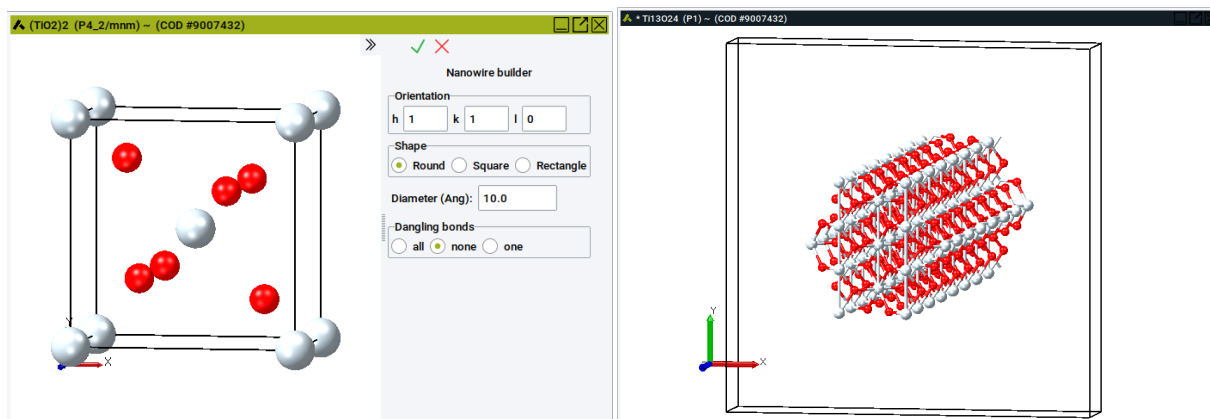 (TiO2)2 (P4_2/mnm) ~ (COD #9007432)
Nanowire builder
Orientation
h 1 k 1 l 0
Shape
Round Square Rectangle
Diameter (Ang): 10.0
Dangling bonds
all none one
Y
X
* Ti13O24 (P1) ~ (COD #9007432)
Y
X